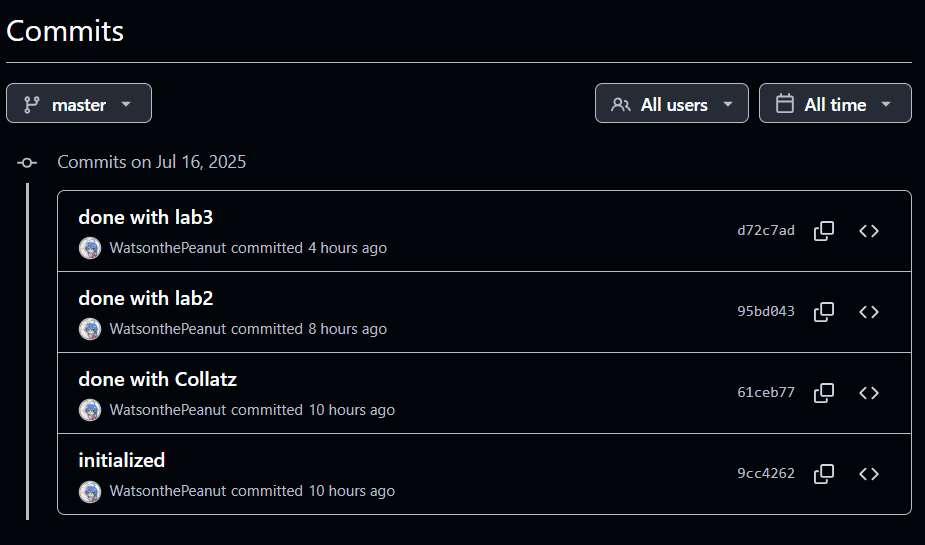 Commits
master
All users
All time
Commits on Jul 16, 2025
done with lab3
WatsonthePeanut committed 4 hours ago
d72c7ad
done with lab2
WatsonthePeanut committed 8 hours ago
95bd043
done with Collatz
WatsonthePeanut committed 10 hours ago
61ceb77
initialized
WatsonthePeanut committed 10 hours ago
9cc4262